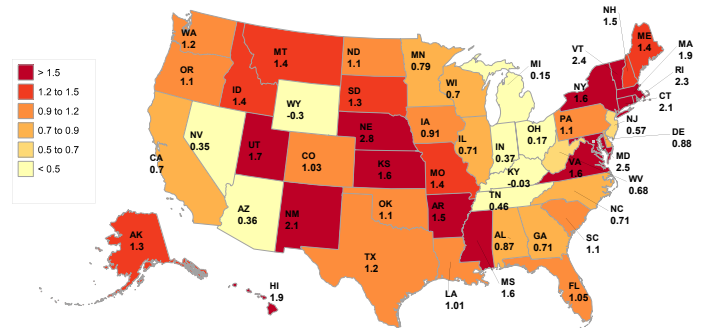 > 1.5
1.2 to 1.5
0.9 to 1.2
0.7 to 0.9
0.5 to 0.7
< 0.5
WA
1.2
OR
1.1
CA
0.7
NV
0.35
ID
1.4
MT
1.4
WY
-0.3
UT
1.7
AZ
0.36
CO
1.03
NM
2.1
ND
1.1
SD
1.3
NE
2.8
KS
1.6
OK
1.1
TX
1.2
MN
0.79
IA
0.91
MO
1.4
AR
1.5
LA
1.01
WI
0.7
IL
0.71
MI
0.15
IN
0.37
OH
0.17
KY
-0.03
TN
0.46
MS
1.6
AL
0.87
GA
0.71
FL
1.05
SC
1.1
NC
0.71
VA
1.6
WV
0.68
MD
2.5
DE
0.88
NJ
0.57
PA
1.1
NY
1.6
CT
2.1
RI
2.3
MA
1.9
ME
1.4
NH
1.5
VT
2.4
AK
1.3
HI
1.9